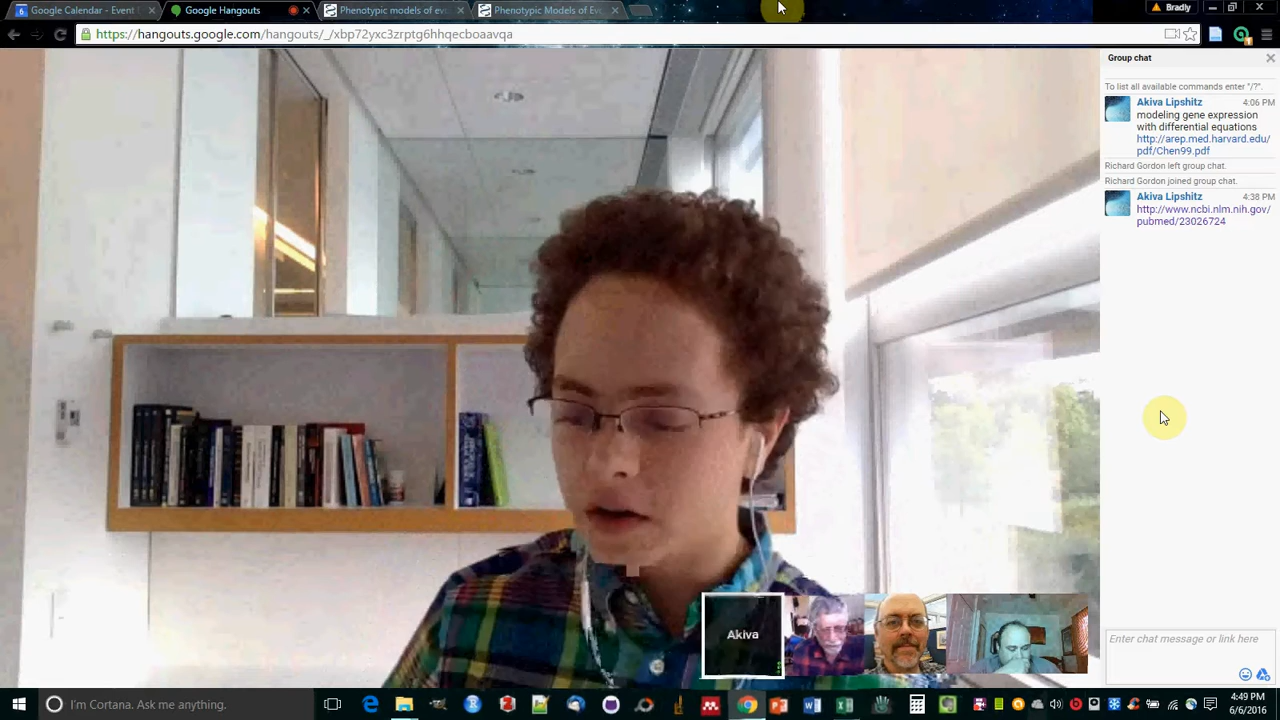 Google Calendar - Event
Google Hangouts
Phenotypic models of evo
Phenotypic Models of Ev
Bradly
https://hangouts.google.com/hangouts/_/xbp72yxc3zrptg6hhqecboaavqa
Group chat
To list all available commands enter "/?".
Akiva Lipshitz 4:06 PM
modeling gene expression
with differential equations
http://arep.med.harvard.edu/
pdf/Chen99.pdf
Richard Gordon left group chat.
Richard Gordon joined group chat.
Akiva Lipshitz 4:38 PM
http://www.ncbi.nlm.nih.gov/
pubmed/23026724
Akiva
Enter chat message or link here
I'm Cortana. Ask me anything.
4:49 PM
6/6/2016